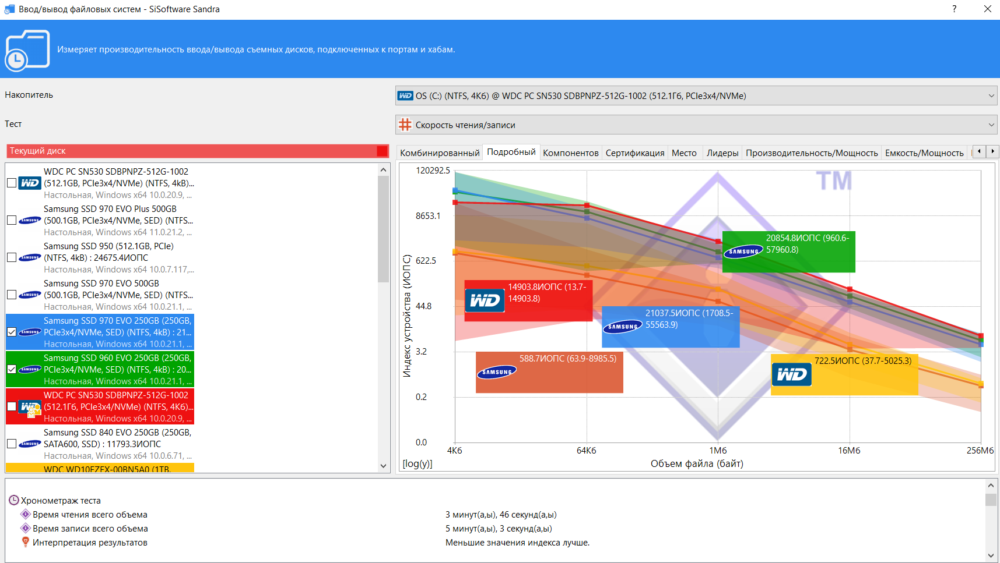 Ввод/вывод файловых систем - SiSoftware Sandra
?
Измеряет производительность ввода/вывода съемных дисков, подключенных к портам и хабам.
Накопитель
WD OS (C:) (NTFS, 4Кб) @ WDC PC SN530 SDBPNPZ-512G-1002 (512.1Гб, PCIe3x4/NVMe)
Тест
Скорость чтения/записи
Текущий диск
WDC PC SN530 SDBPNPZ-512G-1002
WD (512.1GB, PCIe3x4/NVMe) (NTFS, 4kB)...
Настольная, Windows x64 10.0.20.9, ...
Samsung SSD 970 EVO Plus 500GB
SAMSUNG (500.1GB, PCIe3x4/NVMe, SED) (NTFS...
Настольная, Windows x64 11.0.21.2, ...
Samsung SSD 950 (512.1GB, PCIe)
SAMSUNG (NTFS, 4kB) : 24675.4ИОПС
Настольная, Windows x64 10.0.7.117,...
Samsung SSD 970 EVO 500GB
SAMSUNG (500.1GB, PCIe3x4/NVMe, SED) (NTFS...
Настольная, Windows x64 10.0.21.1, ...
Samsung SSD 970 EVO 250GB (250GB,
SAMSUNG PCIe3x4/NVMe, SED) (NTFS, 4kB) : 21...
Настольная, Windows x64 10.0.21.1, ...
Samsung SSD 960 EVO 250GB (250GB,
SAMSUNG PCIe3x4/NVMe, SED) (NTFS, 4kB) : 20...
Настольная, Windows x64 10.0.21.1, ...
WDC PC SN530 SDBPNPZ-512G-1002
WD (512.1Гб, PCIe3x4/NVMe) (NTFS, 4Кб)...
Настольная, Windows x64 10.0.20.9, ...
Samsung SSD 840 EVO 250GB (250GB,
SAMSUNG SATA600, SSD) : 11793.3ИОПС
Настольная, Windows x64 10.0.6.71, ...
WDC WD10EZEX-00BN5A0 (1TB,
Комбинированный Подробный Компонентов Сертификация Место Лидеры Производительность/Мощность Емкость/Мощность
TM
120292.5
8653.1
622.5
44.8
3.2
0.2
0.0
Индекс устройства (ИОПС)
20854.8ИОПС (960.6-
SAMSUNG 57960.8)
14903.8ИОПС (13.7-
WD 14903.8)
21037.5ИОПС (1708.5-
SAMSUNG 55563.9)
588.7ИОПС (63.9-8985.5)
SAMSUNG
722.5ИОПС (37.7-5025.3)
WD
4Кб 64Кб 1Мб 16Мб 256Мб
[log(y)] Объем файла (байт)
Хронометраж теста
Время чтения всего объема 3 минут(а,ы), 46 секунд(а,ы)
Время записи всего объема 5 минут(а,ы), 3 секунд(а,ы)
Интерпретация результатов Меньшие значения индекса лучше.